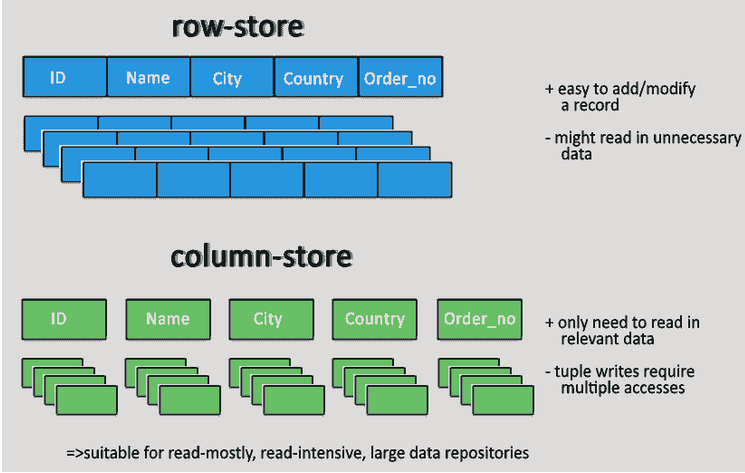 row-store
ID Name City Country Order_no
+ easy to add/modify
a record
- might read in unnecessary
data
column-store
ID Name City Country Order_no
+ only need to read in
relevant data
- tuple writes require
multiple accesses
=>suitable for read-mostly, read-intensive, large data repositories